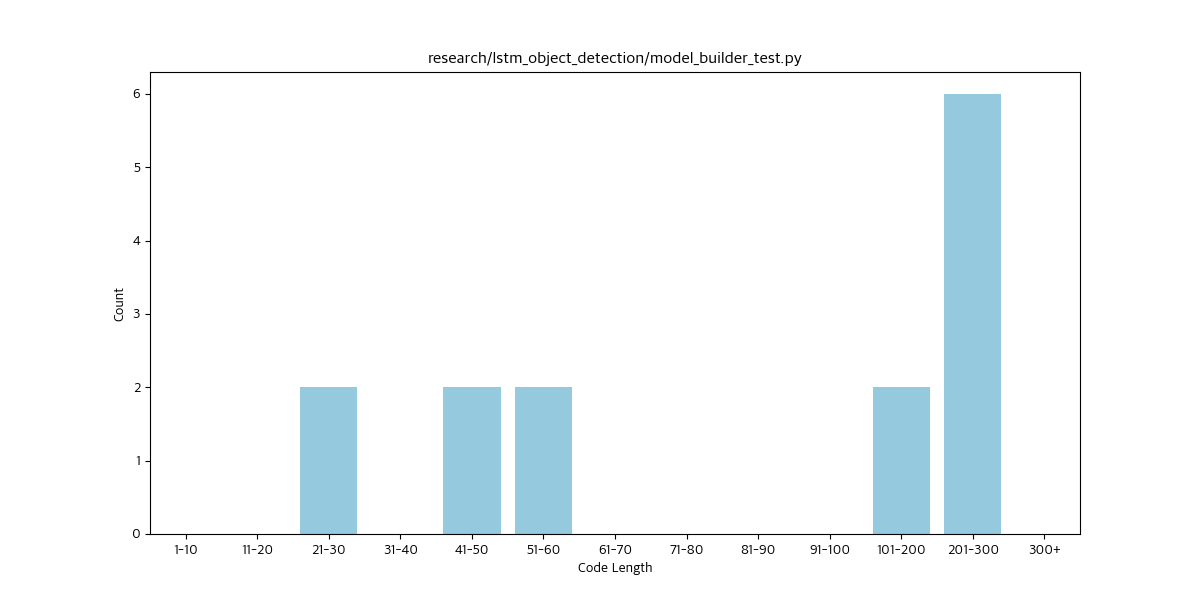 research/lstm_object_detection/model_builder_test.py
6
5
4
3
2
1
0
Count
1-10 11-20 21-30 31-40 41-50 51-60 61-70 71-80 81-90 91-100 101-200 201-300 300+
Code Length